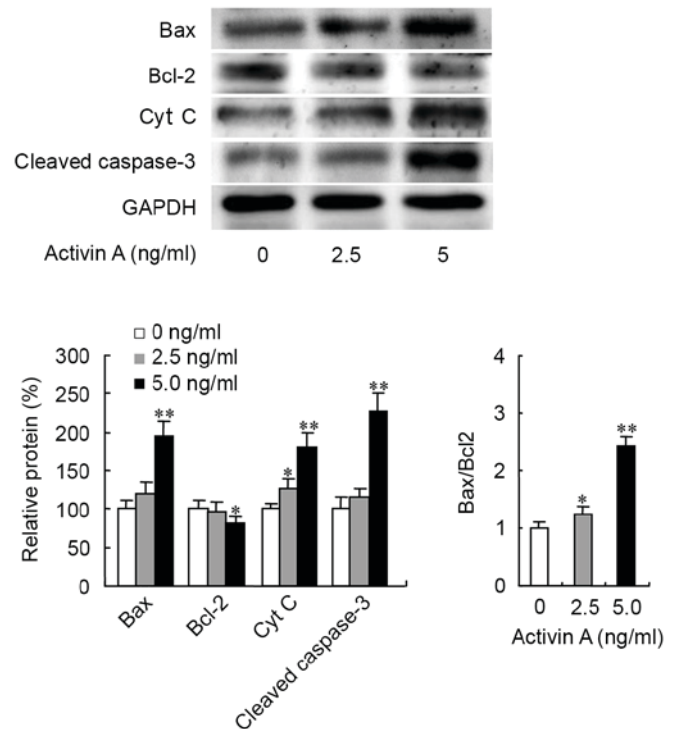 Bax
Bcl-2
Cyt C
Cleaved caspase-3
GAPDH
Activin A (ng/ml) 0 2.5 5
0 ng/ml
2.5 ng/ml
5.0 ng/ml
Relative protein (%)
300
250
200
150
100
50
0
**
*
*
**
**
Bax
Bcl-2
Cyt C
Cleaved caspase-3
Bax/Bcl2
4
3
2
1
0
*
**
0 2.5 5.0
Activin A (ng/ml)